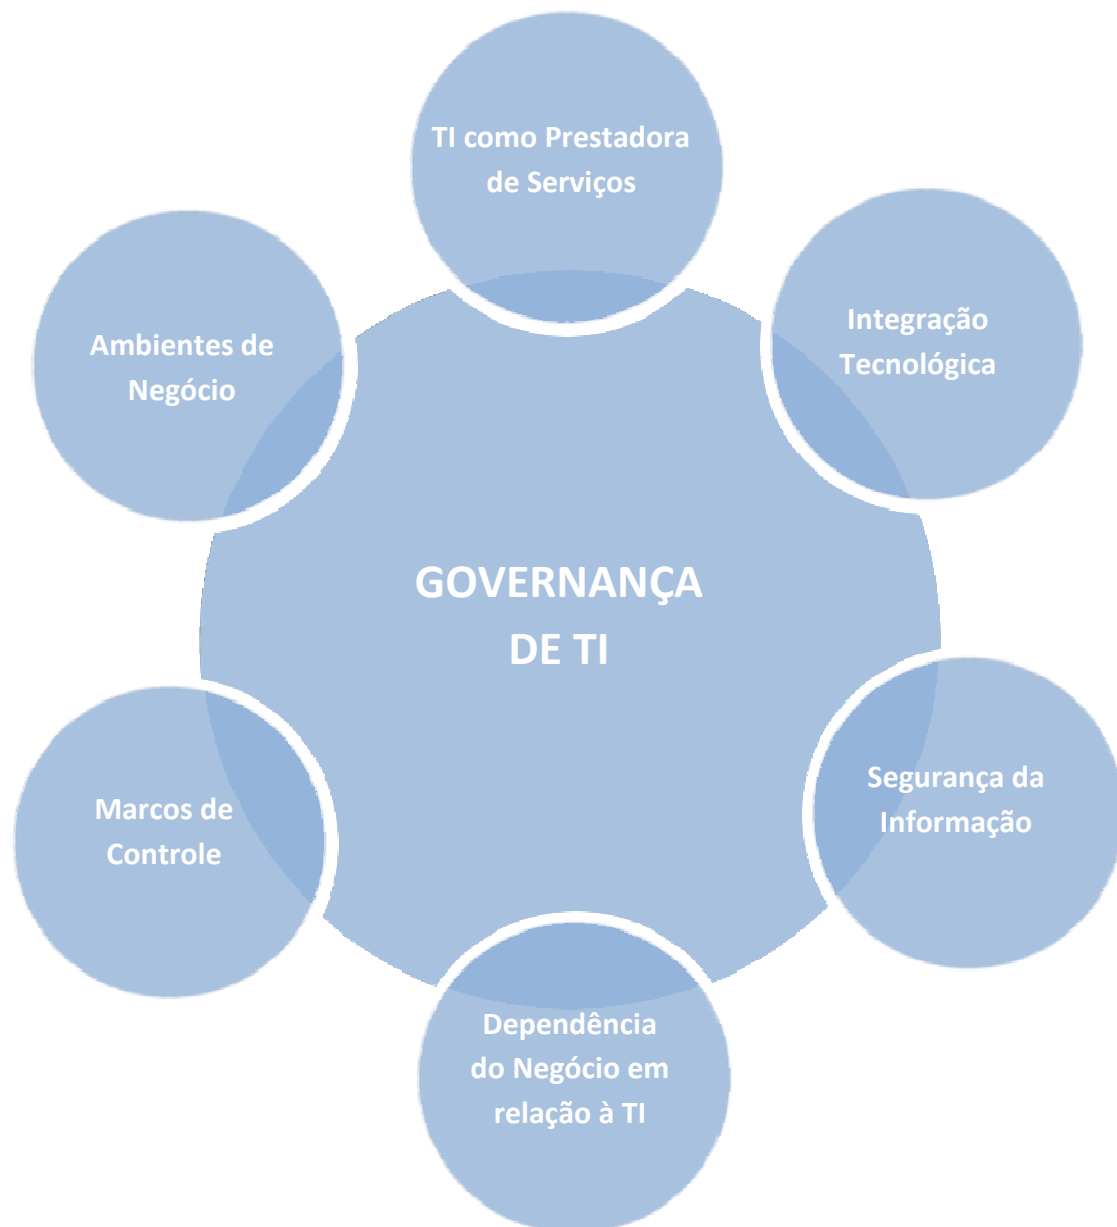 TI como Prestadora
de Serviços
Integração
Tecnológica
Ambientes de
Negócio
GOVERNANÇA
DE TI
Segurança da
Informação
Marcos de
Controle
Dependência
do Negócio em
relação à TI